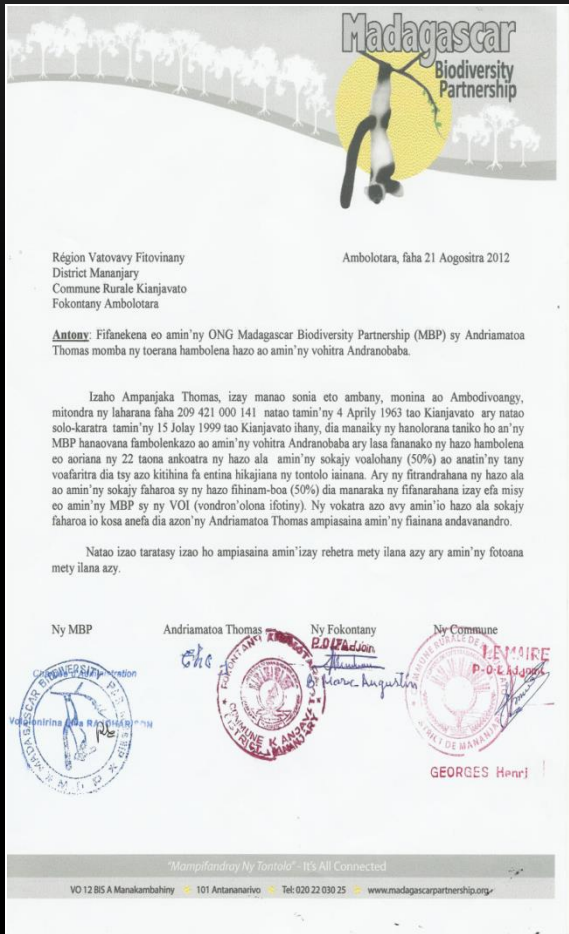 Madagascar
Biodiversity
Partnership
Région Vatovavy Fitovinany
Ambolotara, faha 21 Aogositra 2012
District Mananjary
Commune Rurale Kianjavato
Fokontany Ambolotara
Antony: Fifanekena eo amin'ny ONG Madagascar Biodiversity Partnership (MBP) sy Andriamatoa
Thomas momba ny toerana hambolena hazo ao amin'ny vohitra Andranobaba.
Izaho Ampanjaka Thomas, izay manao sonia eto ambany, monina ao Ambodivoangy,
mitondra ny laharana faha 209 421 000 141 natao tamin'ny 4 Aprily 1963 tao Kianjavato ary natao
solo-karatra tamin'ny 15 Jolay 1999 tao Kianjavato ihany, dia manaiky ny hanolorana taniko ho an'ny
MBP hanaovana fambolenkazo ao amin'ny vohitra Andranobaba ary lasa fananako ny hazo hambolena
eo aoriana ny 22 taona ankoatra ny hazo ala amin'ny sokajy voalohany (50%) ao anatin'ny tany
voafaritra dia tsy azo kitihina fa entina hikajiana ny tontolo iainana. Ary ny fitrandrahana ny hazo ala
ao amin'ny sokajy faharoa sy ny hazo fihinam-boa (50%) dia manaraka ny fifanarahana izay efa misy
eo amin'ny MBP sy ny VOI (vondron'olona ifotiny). Ny vokatra azo avy amin'io hazo ala sokajy
faharoa io kosa anefa dia azon'ny Andriamatoa Thomas ampiasaina amin'ny fiainana andavanandro.
Natao izao taratasy izao ho ampiasaina amin'izay rehetra mety ilana azy ary amin'ny fotoana
mety ilana azy.
Ny MBP
Andriamatoa Thomas
Ny Fokontany
Ny Commune
P.O L'Adjoin
LE MAIRE
P.O L'Adjoint
B. Marc Augustin
GEORGES Henri
"Mampifandray Ny Tontolo" - It's All Connected
VO 12 BIS A Manakambahiny 101 Antananarivo Tel: 020 22 030 25 www.madagascarpartnership.org